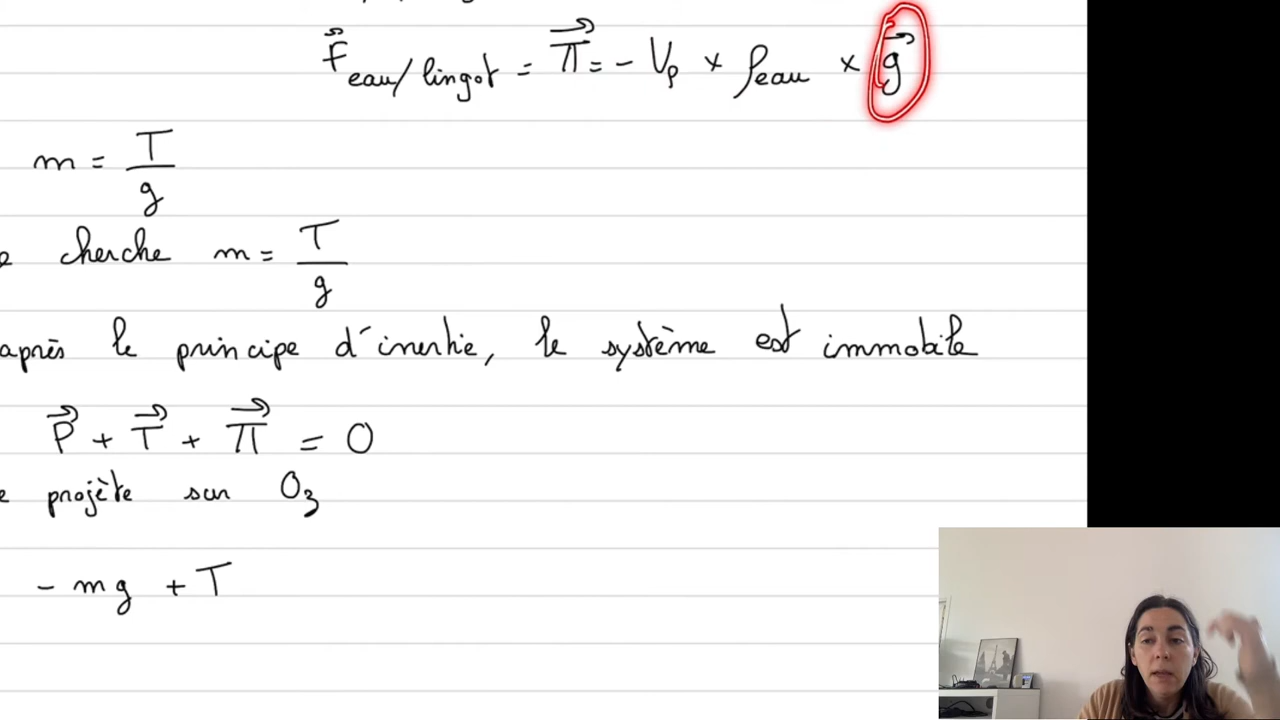 F⃗ eau/lingot = π⃗ = - Vp × ρeau × g⃗
m = T/g
cherche m = T/g
après le principe d'inertie, le système est immobile
P⃗ + T⃗ + π⃗ = 0
projète sur Oz
- mg + T